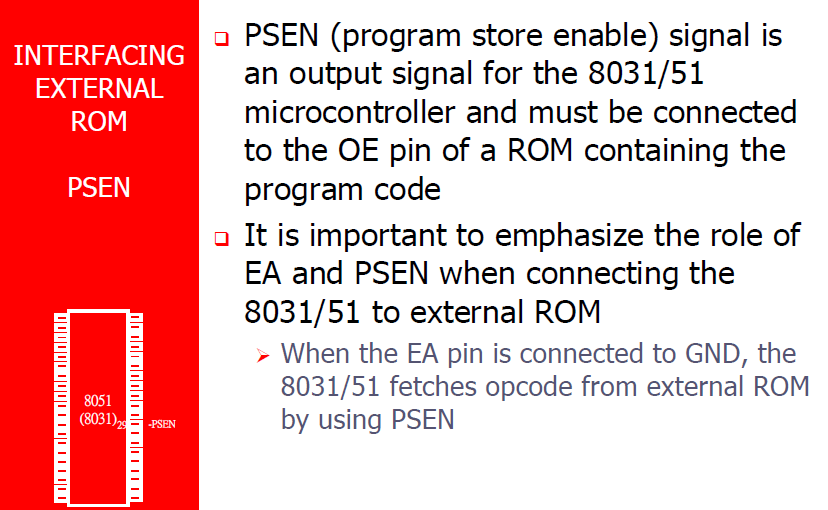 INTERFACING
EXTERNAL
ROM
PSEN
8051
(8031)
29
-PSEN
PSEN (program store enable) signal is
an output signal for the 8031/51
microcontroller and must be connected
to the OE pin of a ROM containing the
program code
It is important to emphasize the role of
EA and PSEN when connecting the
8031/51 to external ROM
When the EA pin is connected to GND, the
8031/51 fetches opcode from external ROM
by using PSEN